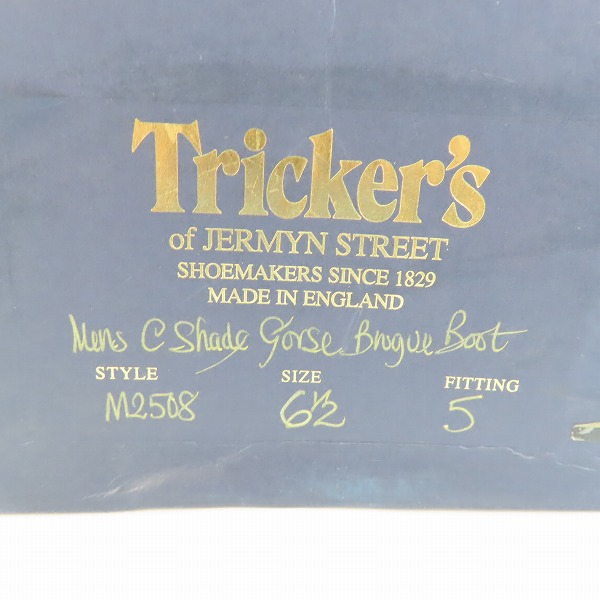 Tricker's
of JERMYN STREET
SHOEMAKERS SINCE 1829
MADE IN ENGLAND
Mens C Shade Gorse Brogue Boot
STYLE SIZE FITTING
M2508 6½ 5